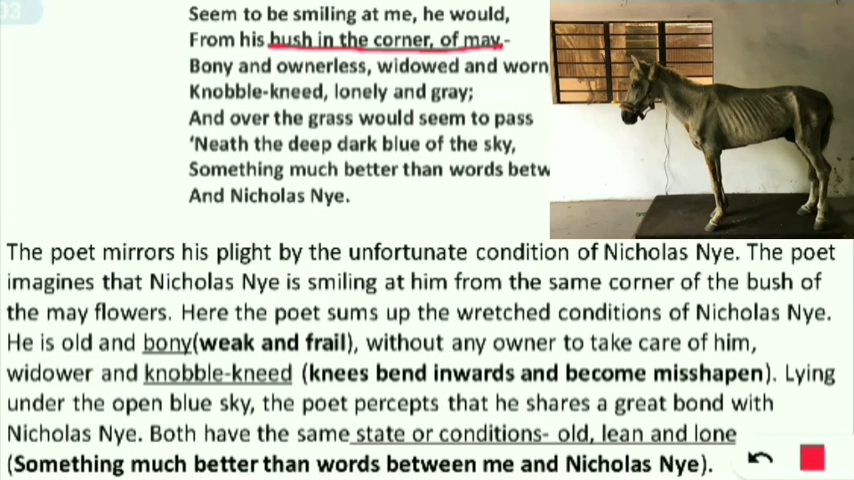 03
Seem to be smiling at me, he would,
From his bush in the corner, of may,-
Bony and ownerless, widowed and worn
Knobble-kneed, lonely and gray;
And over the grass would seem to pass
‘Neath the deep dark blue of the sky,
Something much better than words betw
And Nicholas Nye.
The poet mirrors his plight by the unfortunate condition of Nicholas Nye. The poet
imagines that Nicholas Nye is smiling at him from the same corner of the bush of
the may flowers. Here the poet sums up the wretched conditions of Nicholas Nye.
He is old and bony(weak and frail), without any owner to take care of him,
widower and knobble-kneed (knees bend inwards and become misshapen). Lying
under the open blue sky, the poet percepts that he shares a great bond with
Nicholas Nye. Both have the same state or conditions- old, lean and lone
(Something much better than words between me and Nicholas Nye).